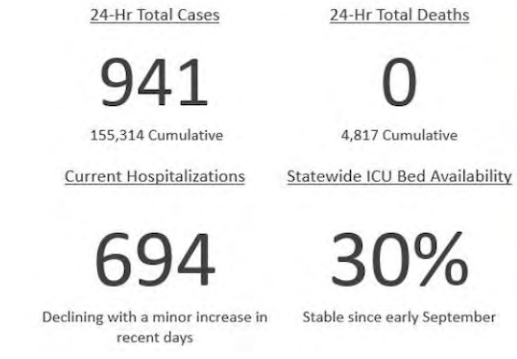 24-Hr Total Cases
24-Hr Total Deaths
941
0
155,314 Cumulative
4,817 Cumulative
Current Hospitalizations
Statewide ICU Bed Availability
694
30%
Declining with a minor increase in
recent days
Stable since early September